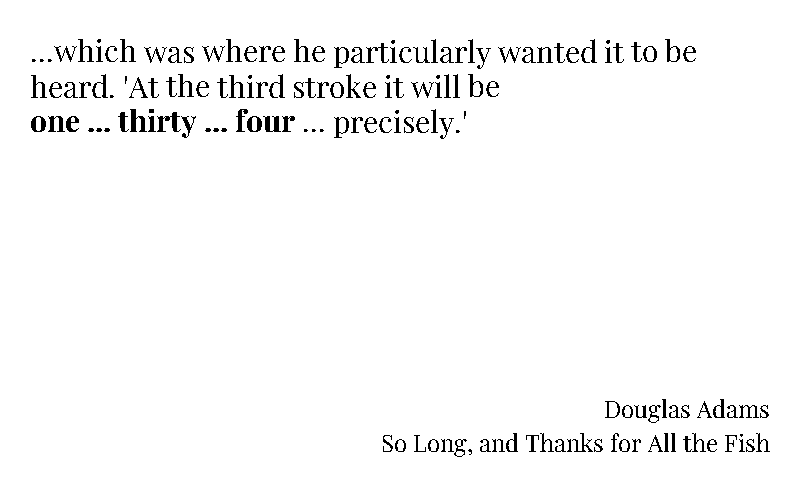 ...which was where he particularly wanted it to be
heard. 'At the third stroke it will be
one ... thirty ... four ... precisely.'
Douglas Adams
So Long, and Thanks for All the Fish